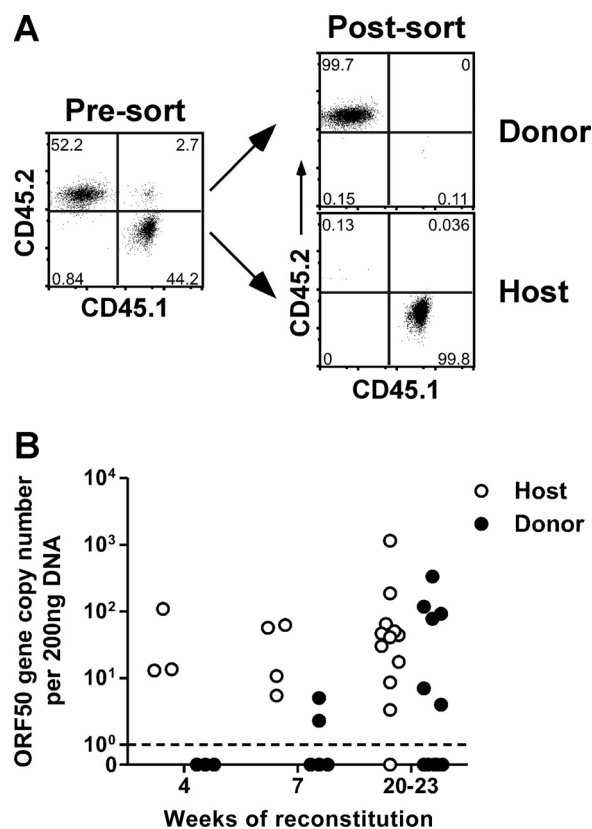 A
Post-sort
Pre-sort
99.7 0
Donor
0.15 0.11
52.2 2.7
CD45.2
0.84 44.2
CD45.1
0.13 0.036
CD45.2
Host
0 99.8
CD45.1
B
ORF50 gene copy number
per 200ng DNA
10⁴
10³
10²
10¹
10⁰
0
Host
Donor
4 7 20-23
Weeks of reconstitution